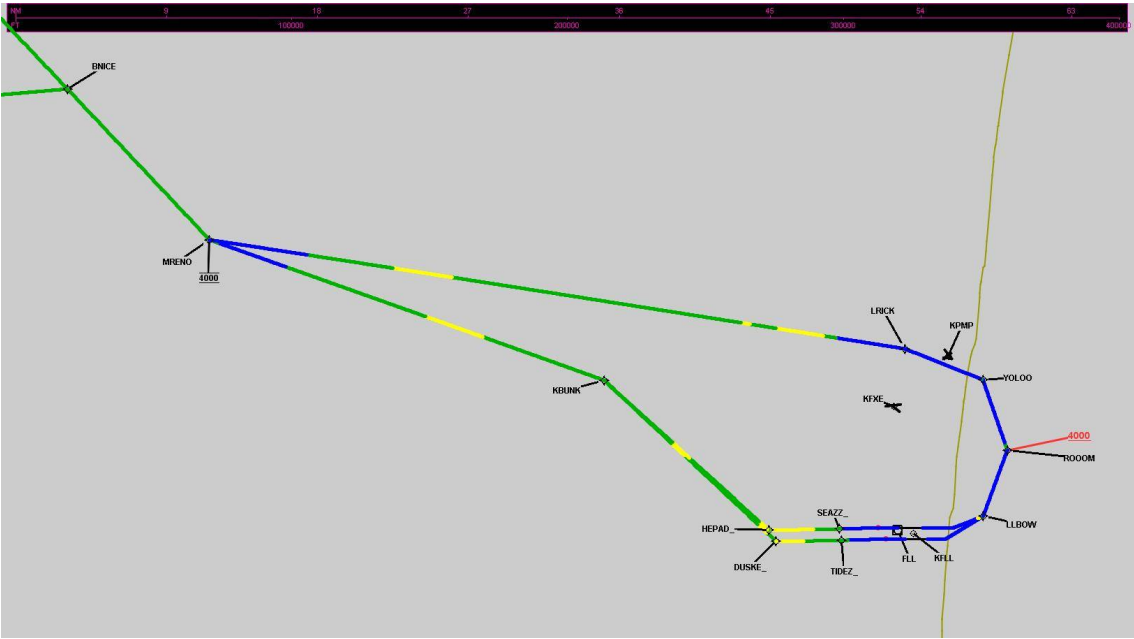 NM 9 18 27 36 45 54 63
FT 100000 200000 300000 400000
BNICE
MRENO
4000
LRICK
KPMP
KBUNK
YOLOO
KFXE
4000
ROOOM
SEAZZ_
HEPAD_
LLBOW
DUSKE_
TIDEZ_
FLL
KFLL